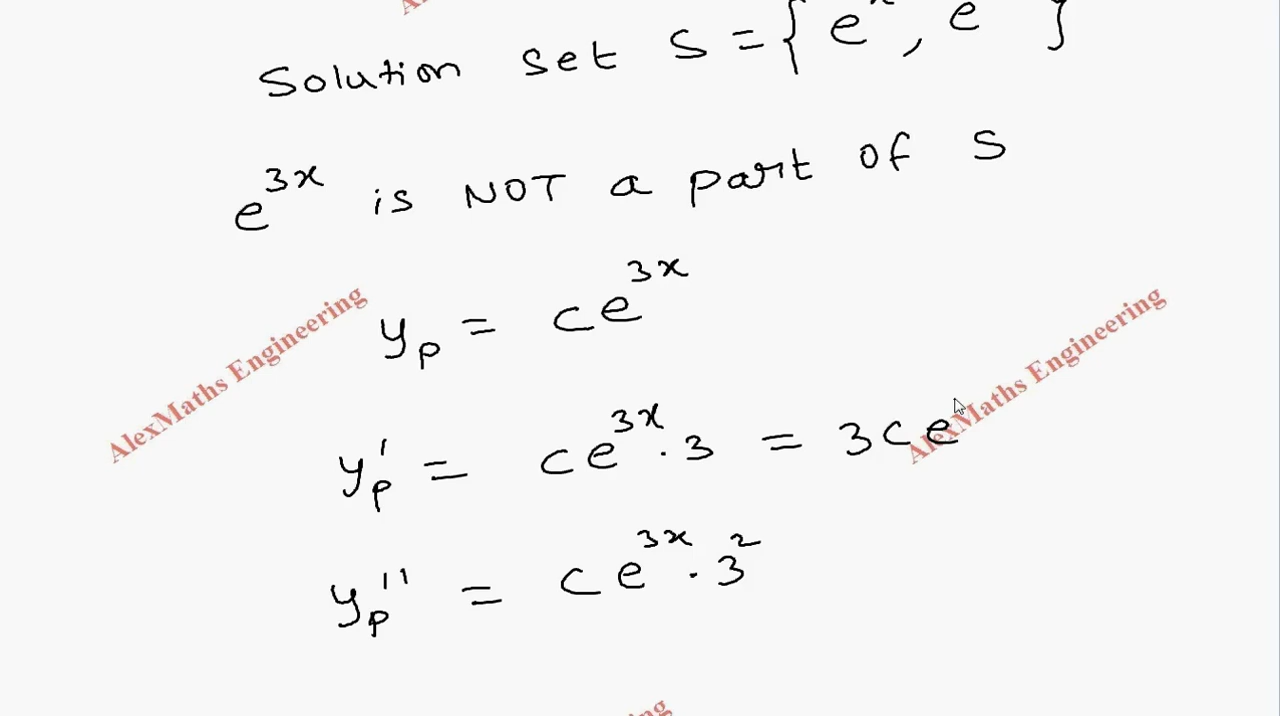 Solution set S = { e^x, e }
e^3x is NOT a part of S
y_p = ce^3x
AlexMaths Engineering
AlexMaths Engineering
y_p' = ce^3x . 3 = 3ce
y_p'' = ce^3x . 3^2